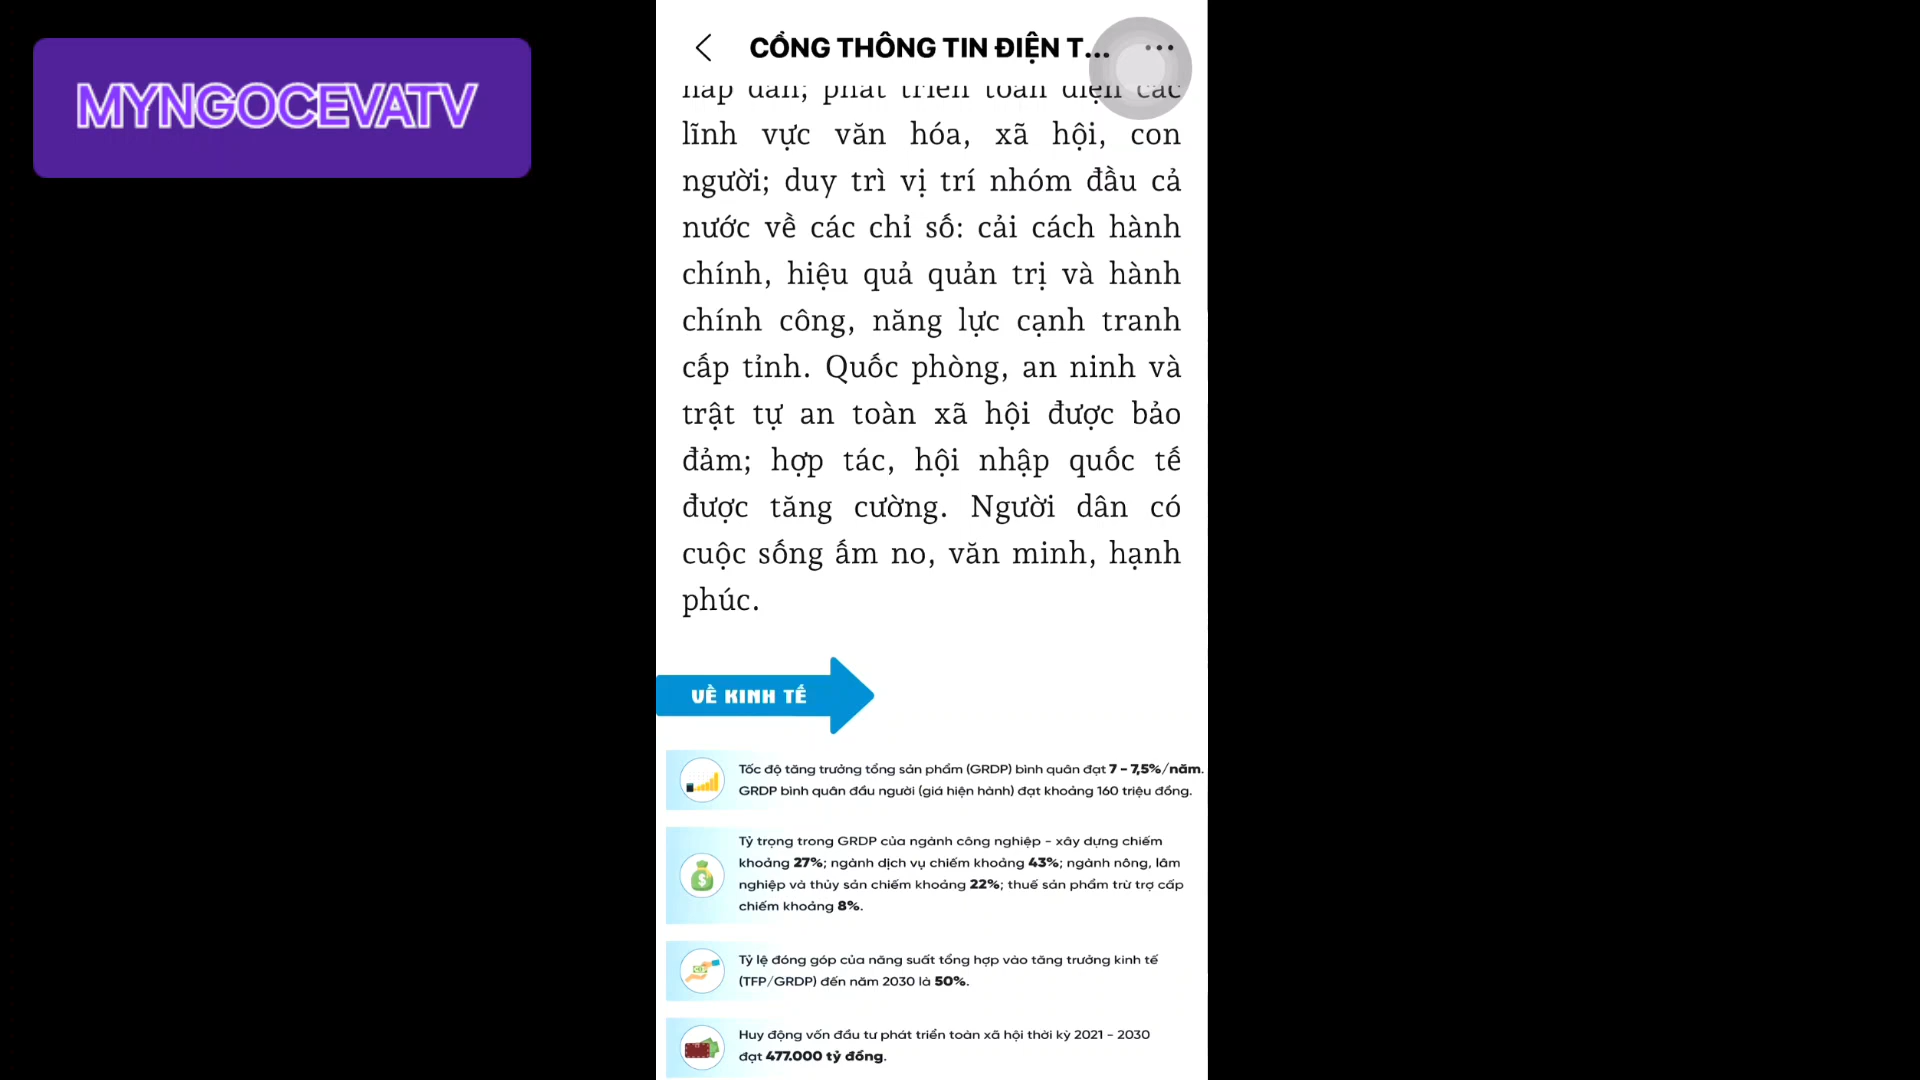 MYNGOCEVATV
CỔNG THÔNG TIN ĐIỆN T...
hấp dẫn; phát triển toàn diện các
lĩnh vực văn hóa, xã hội, con
người; duy trì vị trí nhóm đầu cả
nước về các chỉ số: cải cách hành
chính, hiệu quả quản trị và hành
chính công, năng lực cạnh tranh
cấp tỉnh. Quốc phòng, an ninh và
trật tự an toàn xã hội được bảo
đảm; hợp tác, hội nhập quốc tế
được tăng cường. Người dân có
cuộc sống ấm no, văn minh, hạnh
phúc.
VỀ KINH TẾ
Tốc độ tăng trưởng tổng sản phẩm (GRDP) bình quân đạt 7 – 7,5%/năm.
GRDP bình quân đầu người (giá hiện hành) đạt khoảng 160 triệu đồng.
Tỷ trọng trong GRDP của ngành công nghiệp – xây dựng chiếm
khoảng 27%; ngành dịch vụ chiếm khoảng 43%; ngành nông, lâm
nghiệp và thủy sản chiếm khoảng 22%; thuế sản phẩm trừ trợ cấp
chiếm khoảng 8%.
Tỷ lệ đóng góp của năng suất tổng hợp vào tăng trưởng kinh tế
(TFP/GRDP) đến năm 2030 là 50%.
Huy động vốn đầu tư phát triển toàn xã hội thời kỳ 2021 – 2030
đạt 477.000 tỷ đồng.